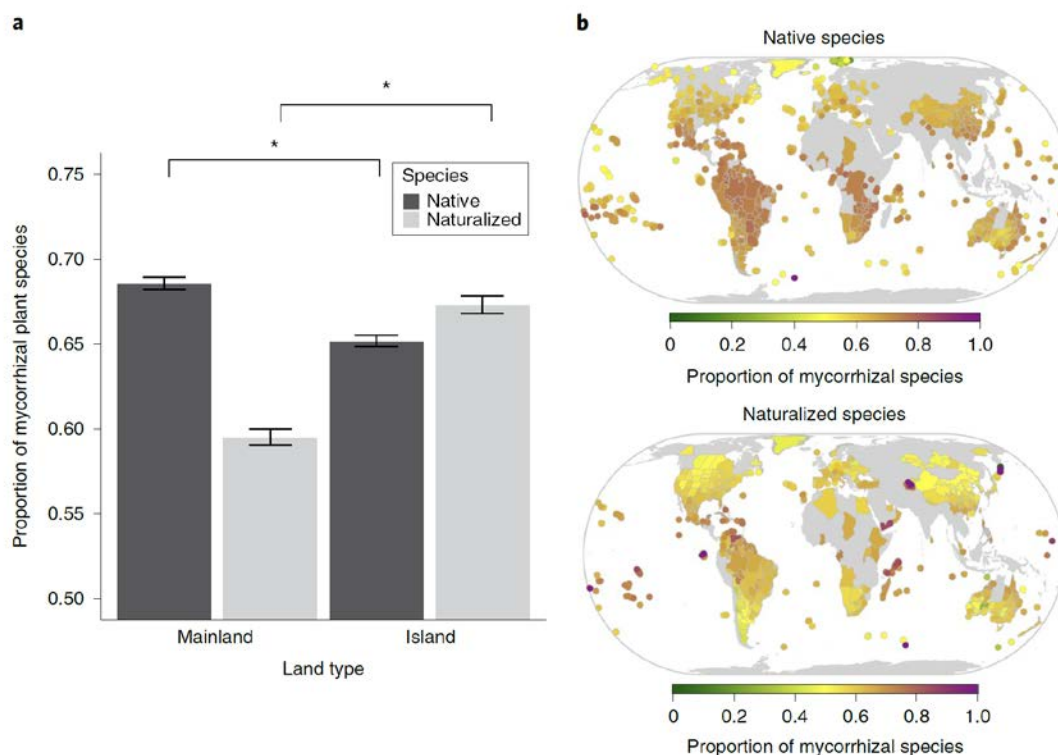 a
*
*
0.75
0.70
0.65
0.60
0.55
0.50
Proportion of mycorrhizal plant species
Species
Native
Naturalized
Mainland
Island
Land type
b
Native species
0 0.2 0.4 0.6 0.8 1.0
Proportion of mycorrhizal species
Naturalized species
0 0.2 0.4 0.6 0.8 1.0
Proportion of mycorrhizal species